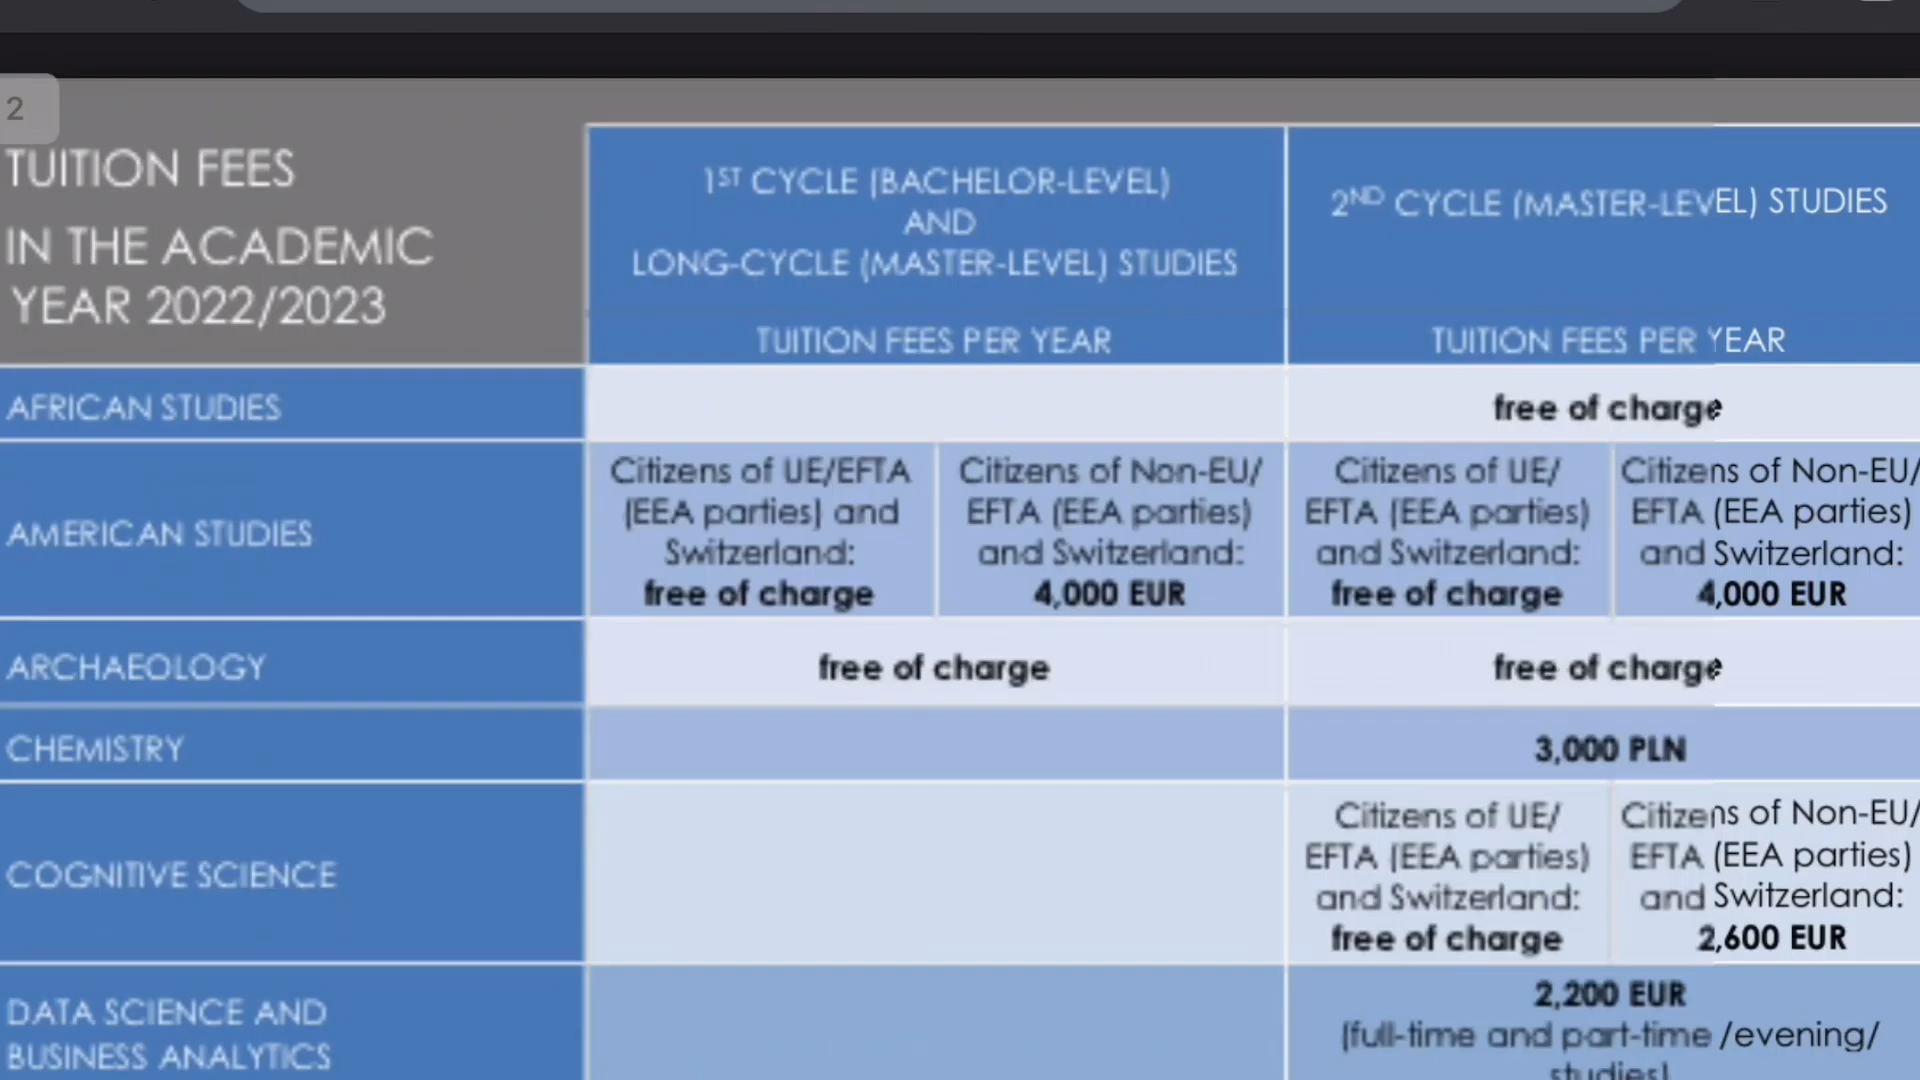 2
TUITION FEES
IN THE ACADEMIC
YEAR 2022/2023
1ST CYCLE (BACHELOR-LEVEL)
AND
LONG-CYCLE (MASTER-LEVEL) STUDIES
TUITION FEES PER YEAR
2ND CYCLE (MASTER-LEVEL) STUDIES
TUITION FEES PER YEAR
AFRICAN STUDIES
free of charge
AMERICAN STUDIES
Citizens of UE/EFTA
(EEA parties) and
Switzerland:
free of charge
Citizens of Non-EU/
EFTA (EEA parties)
and Switzerland:
4,000 EUR
Citizens of UE/
EFTA (EEA parties)
and Switzerland:
free of charge
Citizens of Non-EU/
EFTA (EEA parties)
and Switzerland:
4,000 EUR
ARCHAEOLOGY
free of charge
free of charge
CHEMISTRY
3,000 PLN
COGNITIVE SCIENCE
Citizens of UE/
EFTA (EEA parties)
and Switzerland:
free of charge
Citizens of Non-EU/
EFTA (EEA parties)
and Switzerland:
2,600 EUR
DATA SCIENCE AND
BUSINESS ANALYTICS
2,200 EUR
(full-time and part-time /evening/
studies)